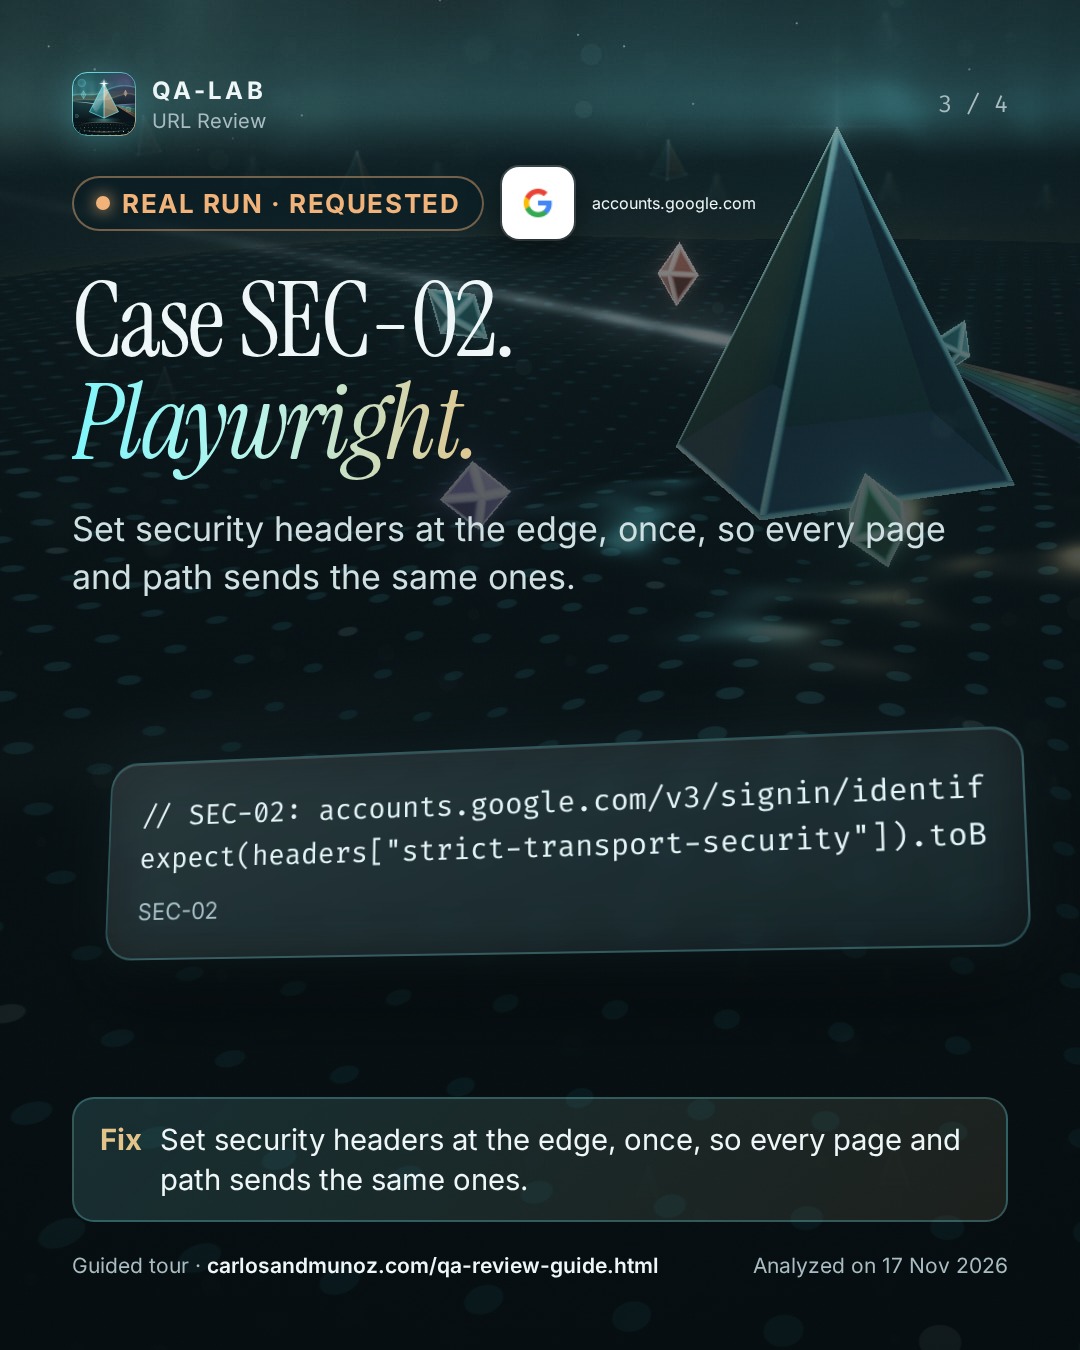 QA-LAB
URL Review
3 / 4
REAL RUN · REQUESTED
accounts.google.com
Case SEC-02.
Playwright.
Set security headers at the edge, once, so every page
and path sends the same ones.
// SEC-02: accounts.google.com/v3/signin/identif
expect(headers["strict-transport-security"]).toB
SEC-02
Fix Set security headers at the edge, once, so every page and
path sends the same ones.
Guided tour · carlosandmunoz.com/qa-review-guide.html
Analyzed on 17 Nov 2026